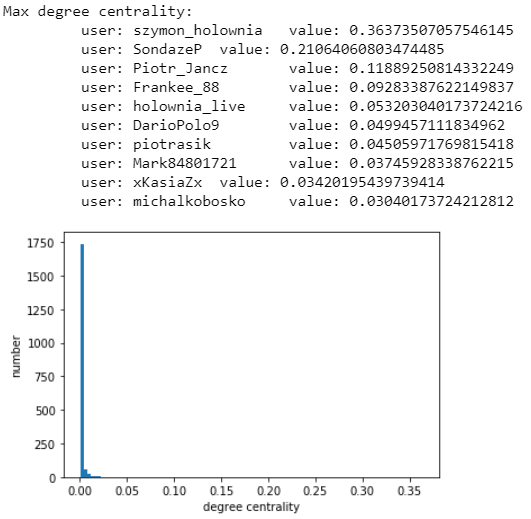 Max degree centrality:
user: szymon_holownia value: 0.36373507057546145
user: SondazeP value: 0.21064060803474485
user: Piotr_Jancz value: 0.11889250814332249
user: Frankee_88 value: 0.09283387622149837
user: holownia_live value: 0.053203040173724216
user: DarioPolo9 value: 0.0499457111834962
user: piotrasik value: 0.04505971769815418
user: Mark84801721 value: 0.03745928338762215
user: xKasiaZx value: 0.03420195439739414
user: michalkobosko value: 0.03040173724212812
1750
1500
1250
1000
750
500
250
0
number
0.00 0.05 0.10 0.15 0.20 0.25 0.30 0.35
degree centrality